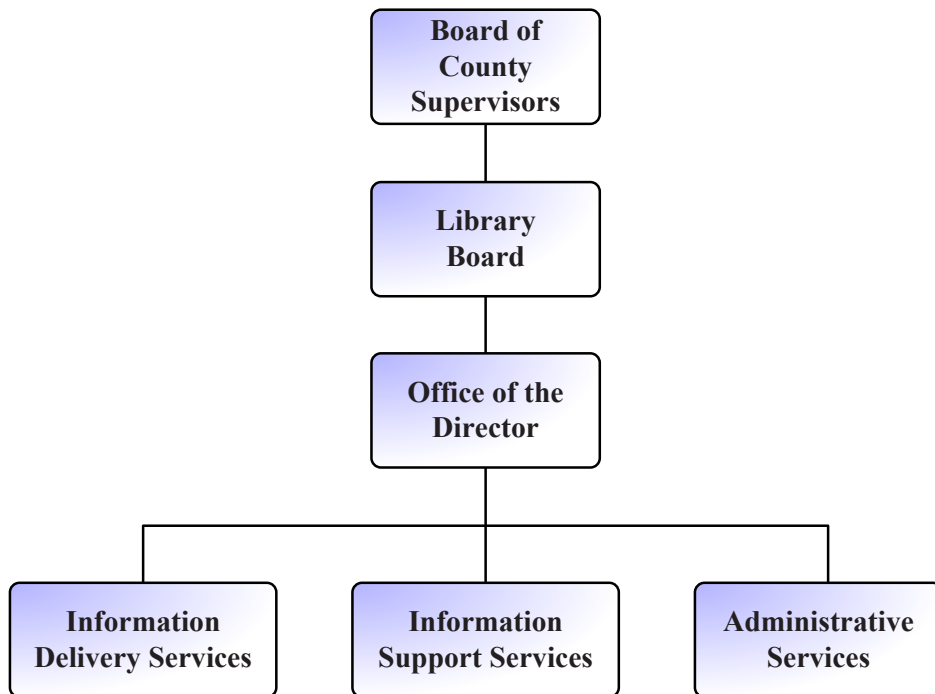 Board of
County
Supervisors
Library
Board
Office of the
Director
Information
Delivery Services
Information
Support Services
Administrative
Services